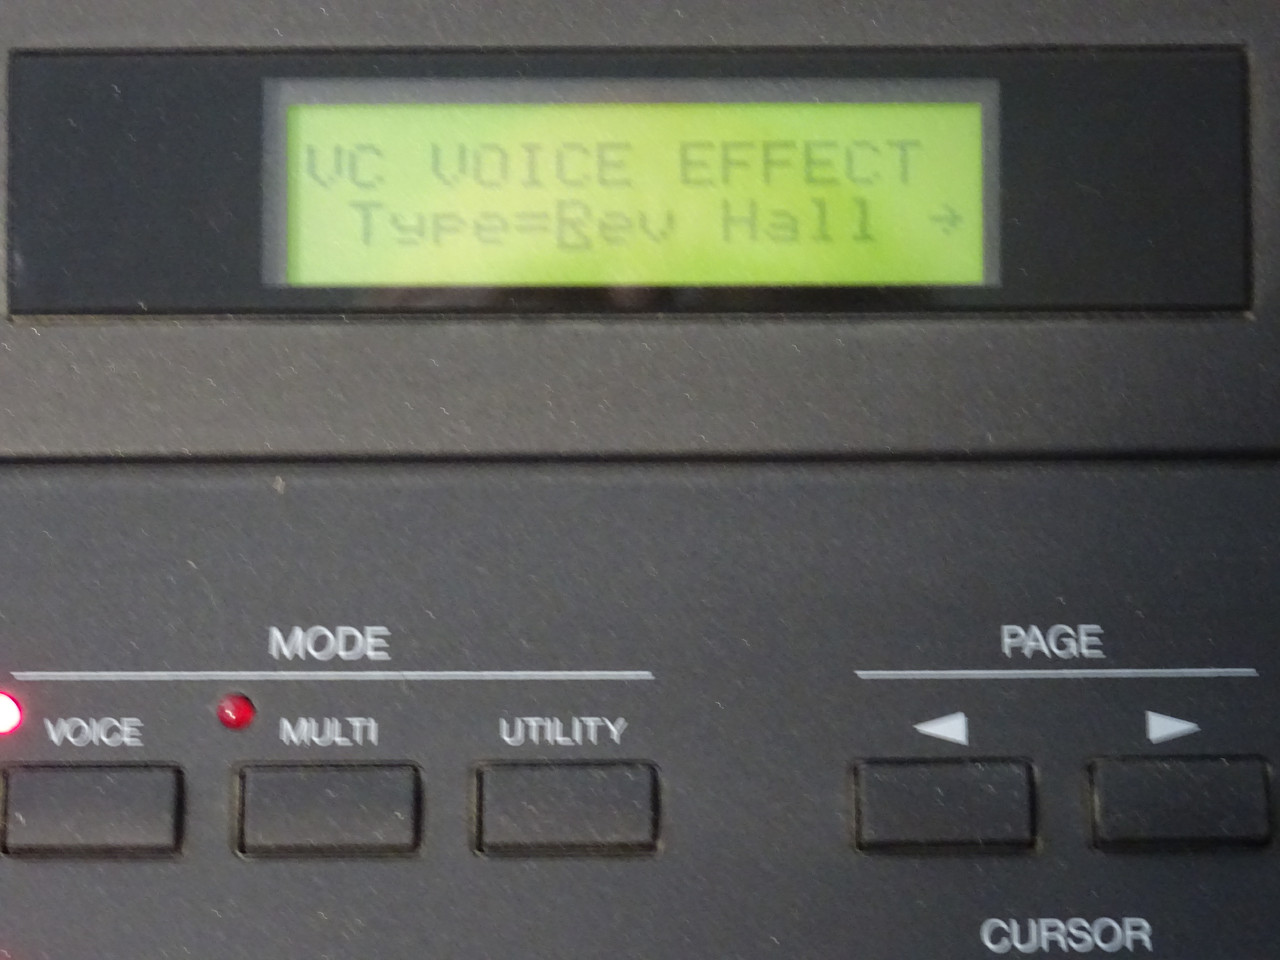 VC VOICE EFFECT
Type=Rev Hall →
MODE
PAGE
VOICE
MULTI
UTILITY
CURSOR